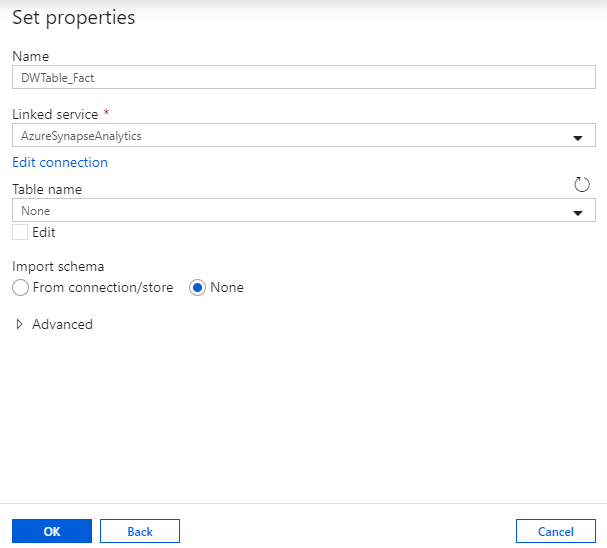 Set properties
Name
DWTable_Fact
Linked service *
AzureSynapseAnalytics
Edit connection
Table name
None
Edit
Import schema
From connection/store None
Advanced
OK Back Cancel